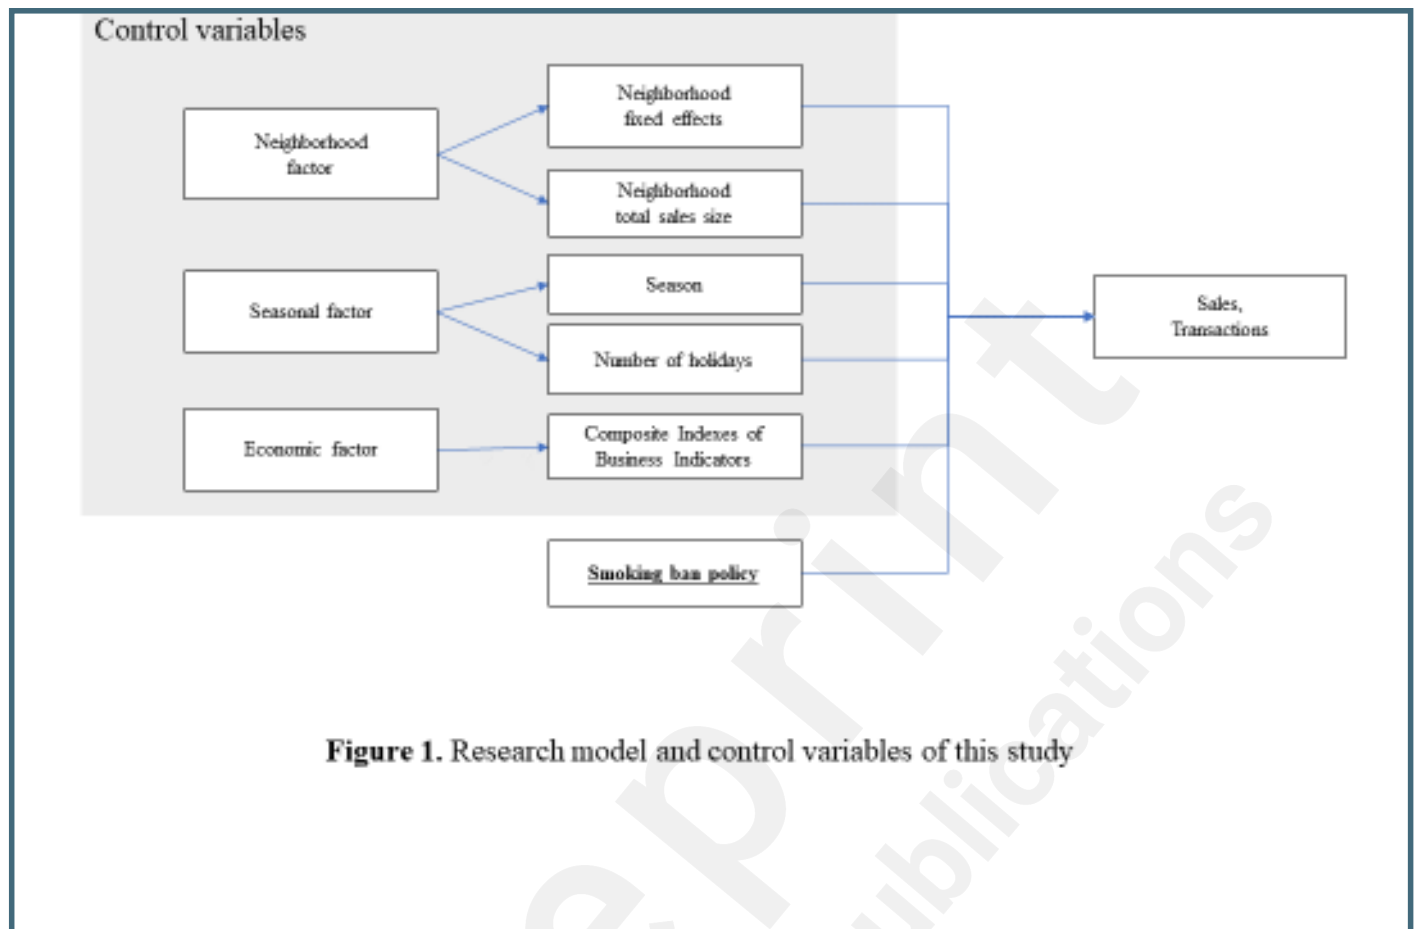 Control variables
Neighborhood
factor
Neighborhood
fixed effects
Neighborhood
total sales size
Seasonal factor
Season
Number of holidays
Economic factor
Composite Indexes of
Business Indicators
Smoking ban policy
Sales,
Transactions
Figure 1. Research model and control variables of this study
eprint
ublications